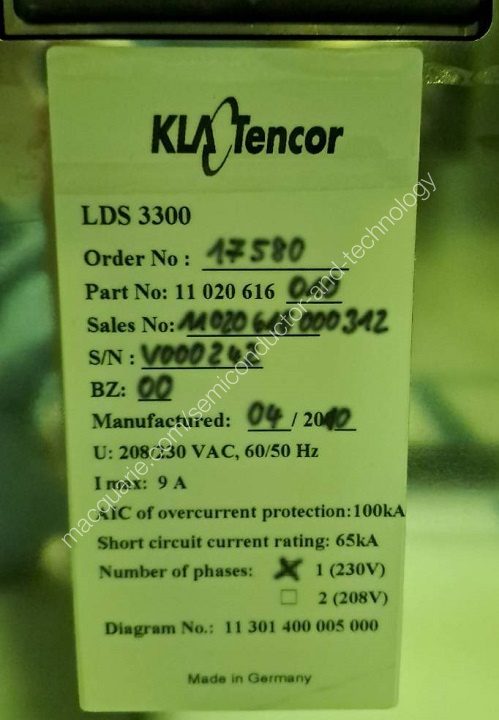 KLA Tencor
LDS 3300
Order No : 17580
Part No: 11 020 616 000
Sales No: 11020616000312
S/N : V000242
BZ: 00
Manufactured: 04 / 2010
U: 208/230 VAC, 60/50 Hz
I max: 9 A
AIC of overcurrent protection:100kA
Short circuit current rating: 65kA
Number of phases: X 1 (230V)
2 (208V)
Diagram No.: 11 301 400 005 000
Made in Germany
macquarie.com/semiconductor-and-technology